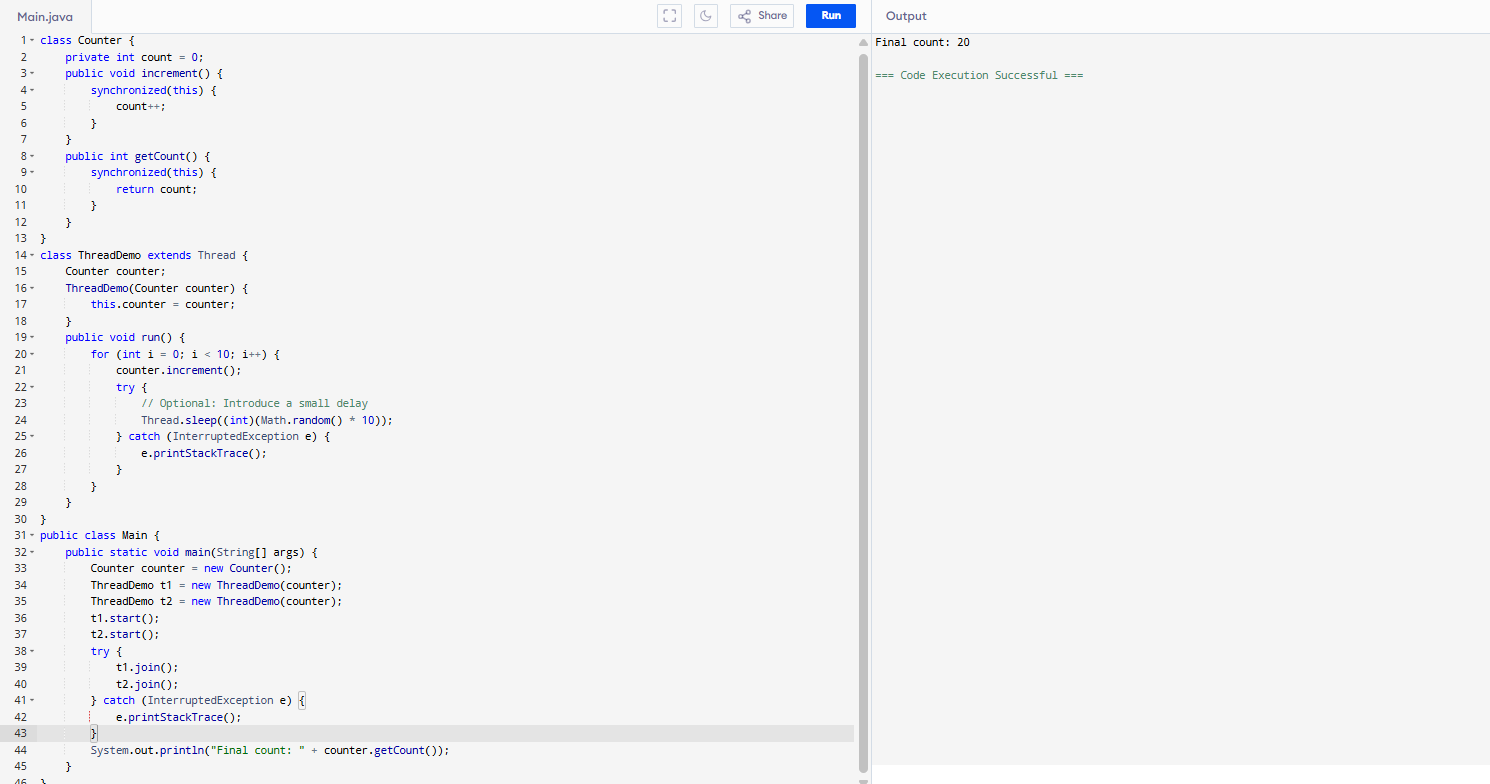 Main.java
Share
Run
Output
1 class Counter {
2     private int count = 0;
3     public void increment() {
4         synchronized(this) {
5             count++;
6         }
7     }
8     public int getCount() {
9         synchronized(this) {
10             return count;
11         }
12     }
13 }
14 class ThreadDemo extends Thread {
15     Counter counter;
16     ThreadDemo(Counter counter) {
17         this.counter = counter;
18     }
19     public void run() {
20         for (int i = 0; i < 10; i++) {
21             counter.increment();
22             try {
23                 // Optional: Introduce a small delay
24                 Thread.sleep((int)(Math.random() * 10));
25             } catch (InterruptedException e) {
26                 e.printStackTrace();
27             }
28         }
29     }
30 }
31 public class Main {
32     public static void main(String[] args) {
33         Counter counter = new Counter();
34         ThreadDemo t1 = new ThreadDemo(counter);
35         ThreadDemo t2 = new ThreadDemo(counter);
36         t1.start();
37         t2.start();
38         try {
39             t1.join();
40             t2.join();
41         } catch (InterruptedException e) {
42             e.printStackTrace();
43         }
44         System.out.println("Final count: " + counter.getCount());
45     }
46 }
Final count: 20
=== Code Execution Successful ===